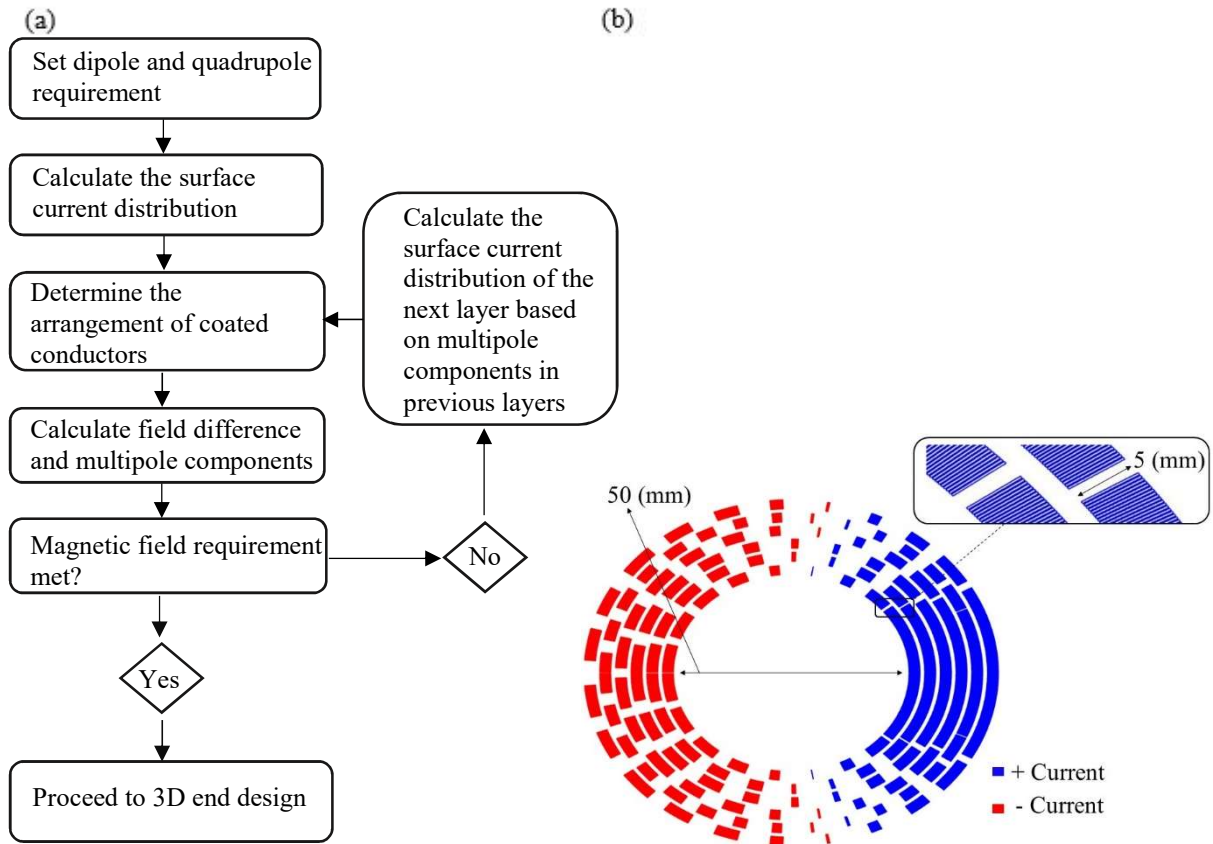 (a)
Set dipole and quadrupole
requirement
Calculate the surface
current distribution
Determine the
arrangement of coated
conductors
Calculate field difference
and multipole components
Magnetic field requirement
met?
Yes
Proceed to 3D end design
Calculate the
surface current
distribution of the
next layer based
on multipole
components in
previous layers
No
(b)
50 (mm)
5 (mm)
+ Current
- Current